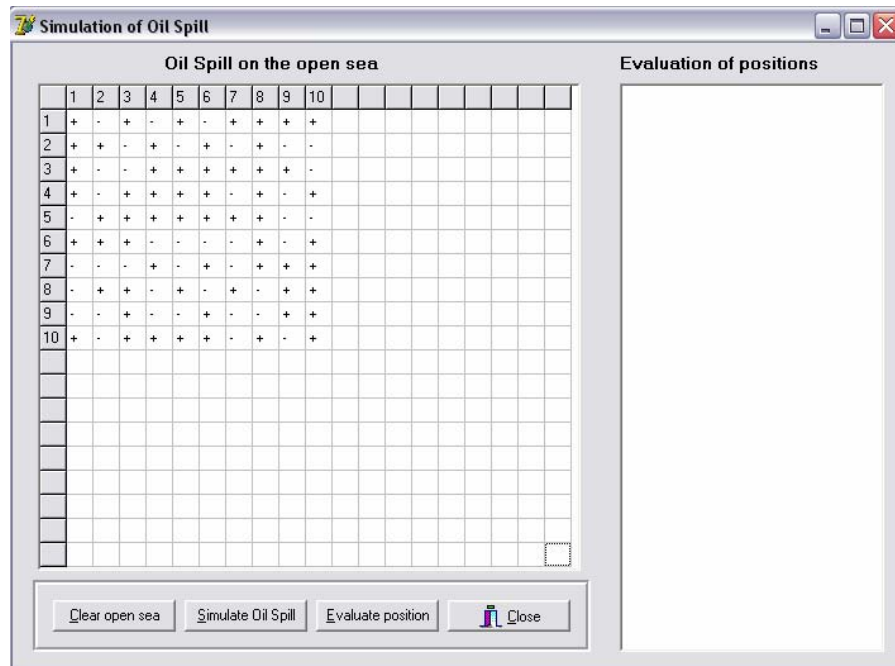 Simulation of Oil Spill
Oil Spill on the open sea
Evaluation of positions
1 2 3 4 5 6 7 8 9 10
1 + - + - + - + + + +
2 + + - + - + - + - -
3 + - - + + + + + + -
4 + - + + + + - + - +
5 - + + + + + + + - -
6 + + + - - - - + - +
7 - - - + - + - + + +
8 - + + - + - + - + +
9 - - + - - + - - + +
10 + - + + + + - + - +
Clear open sea Simulate Oil Spill Evaluate position Close